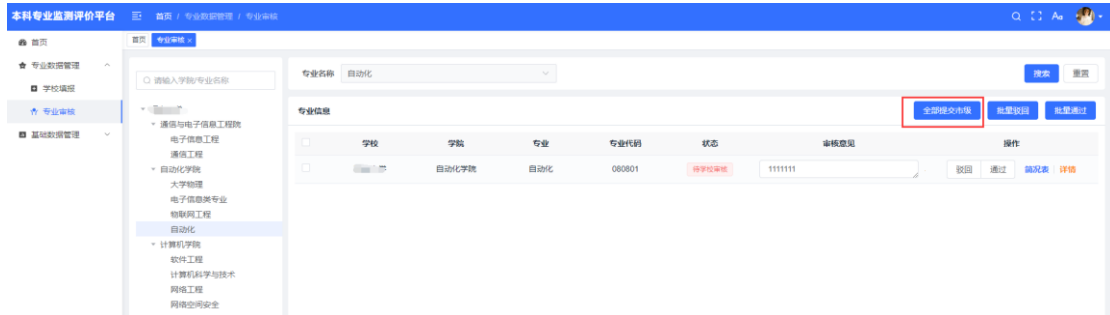 本科专业监测评价平台 首页 / 专业数据管理 / 专业审核 Aa
首页
专业数据管理
学校填报
专业审核
基础数据管理
首页 专业审核 ×
请输入学院/专业名称
通信与电子信息工程院
电子信息工程
通信工程
自动化学院
大学物理
电子信息类专业
物联网工程
自动化
计算机学院
软件工程
计算机科学与技术
网络工程
网络空间安全
专业名称 自动化 搜索 重置
专业信息 全部提交市级 批量驳回 批量通过
学校 学院 专业 专业代码 状态 审核意见 操作
自动化学院 自动化 080801 待学校审核 1111111 驳回 通过 简况表 详情